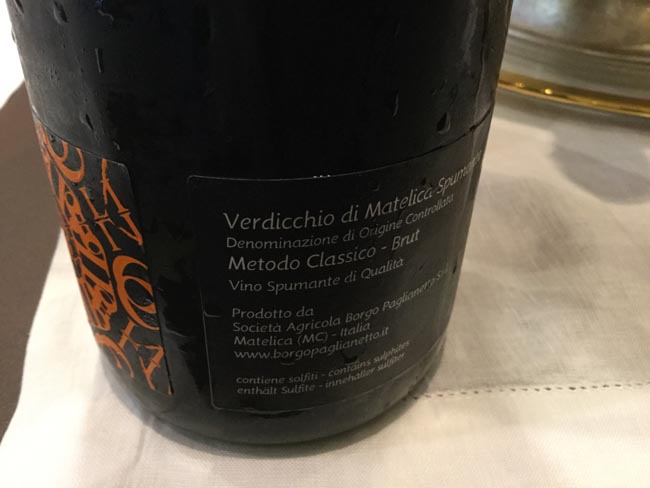 Verdicchio di Matelica Spumante
Denominazione di Origine Controllata
Metodo Classico - Brut
Vino Spumante di Qualità
Prodotto da
Società Agricola Borgo Paglianetto
Matelica (MC) - Italia
www.borgopaglianetto.it
contiene solfiti - contains sulphites
enthält Sulfite - innehaller sulfiter